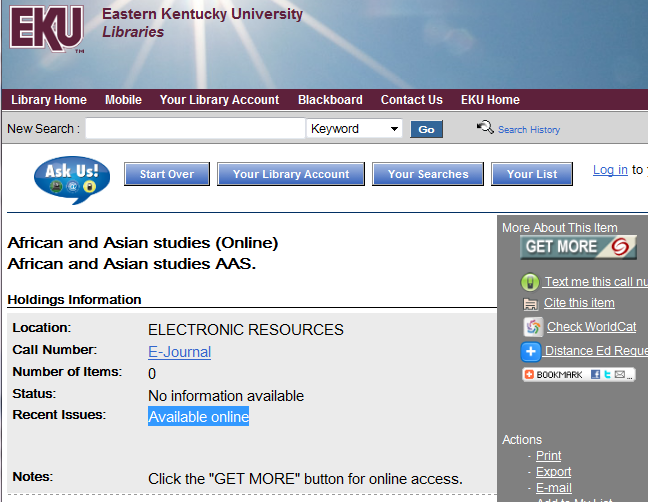 EKU TM
Eastern Kentucky University
Libraries
Library Home Mobile Your Library Account Blackboard Contact Us EKU Home
New Search : Keyword Go Search History
Ask Us! Start Over Your Library Account Your Searches Your List Log in to
African and Asian studies (Online)
African and Asian studies AAS.
Holdings Information
Location: ELECTRONIC RESOURCES
Call Number: E-Journal
Number of Items: 0
Status: No information available
Recent Issues: Available online
Notes: Click the "GET MORE" button for online access.
More About This Item
GET MORE
Text me this call nu
Cite this item
Check WorldCat
Distance Ed Reque
BOOKMARK
Actions
- Print
- Export
- E-mail
- Add to My List